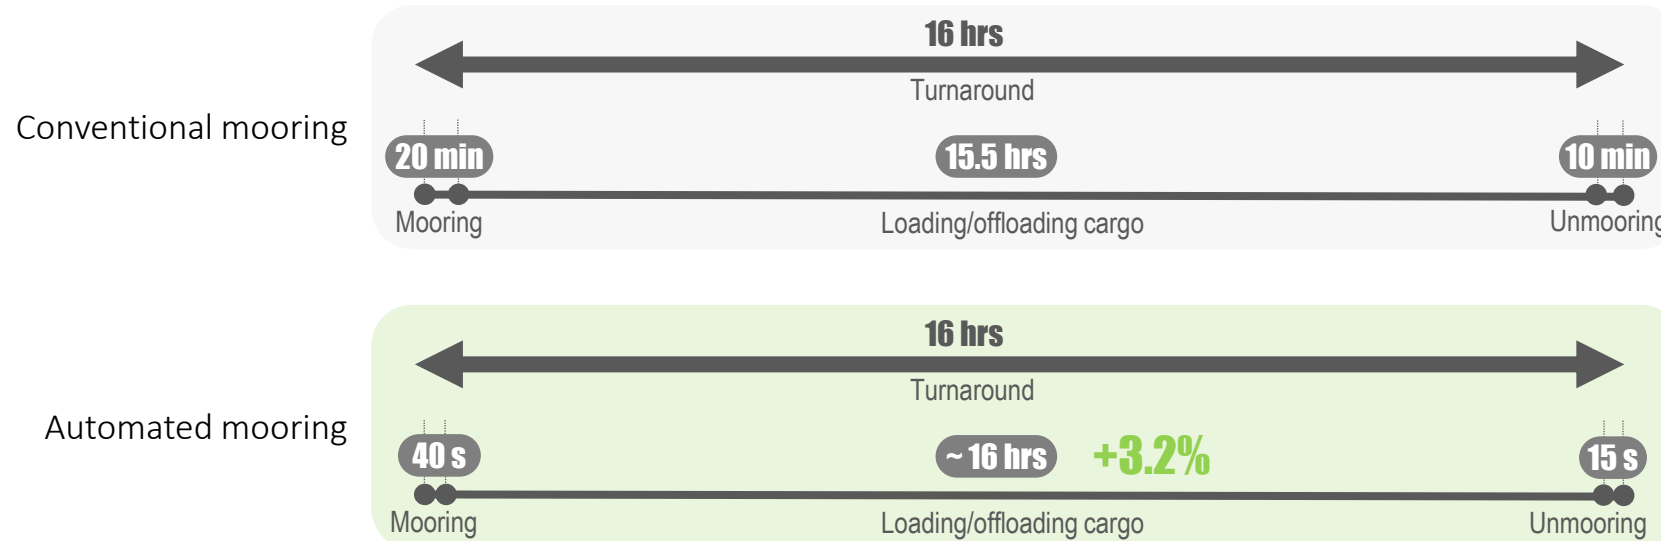 16 hrs
Turnaround
Conventional mooring
20 min
15.5 hrs
10 min
Mooring
Loading/offloading cargo
Unmooring
16 hrs
Turnaround
Automated mooring
40 s
~ 16 hrs
+3.2%
15 s
Mooring
Loading/offloading cargo
Unmooring